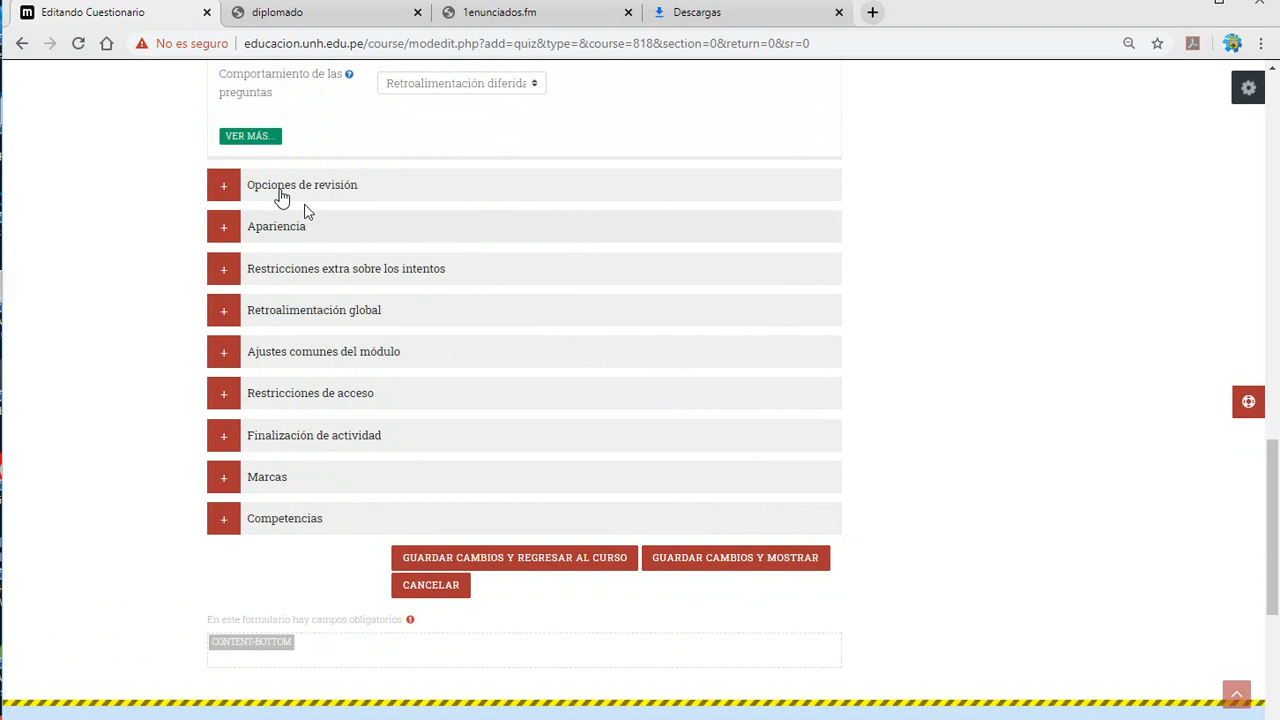 Editando Cuestionario
diplomado
1enunciados.fm
Descargas
No es seguro
educacion.unh.edu.pe/course/modedit.php?add=quiz&type=&course=818&section=0&return=0&sr=0
Comportamiento de las
preguntas
Retroalimentación diferida
VER MÁS...
Opciones de revisión
Apariencia
Restricciones extra sobre los intentos
Retroalimentación global
Ajustes comunes del módulo
Restricciones de acceso
Finalización de actividad
Marcas
Competencias
GUARDAR CAMBIOS Y REGRESAR AL CURSO
GUARDAR CAMBIOS Y MOSTRAR
CANCELAR
En este formulario hay campos obligatorios
CONTENT-BOTTOM